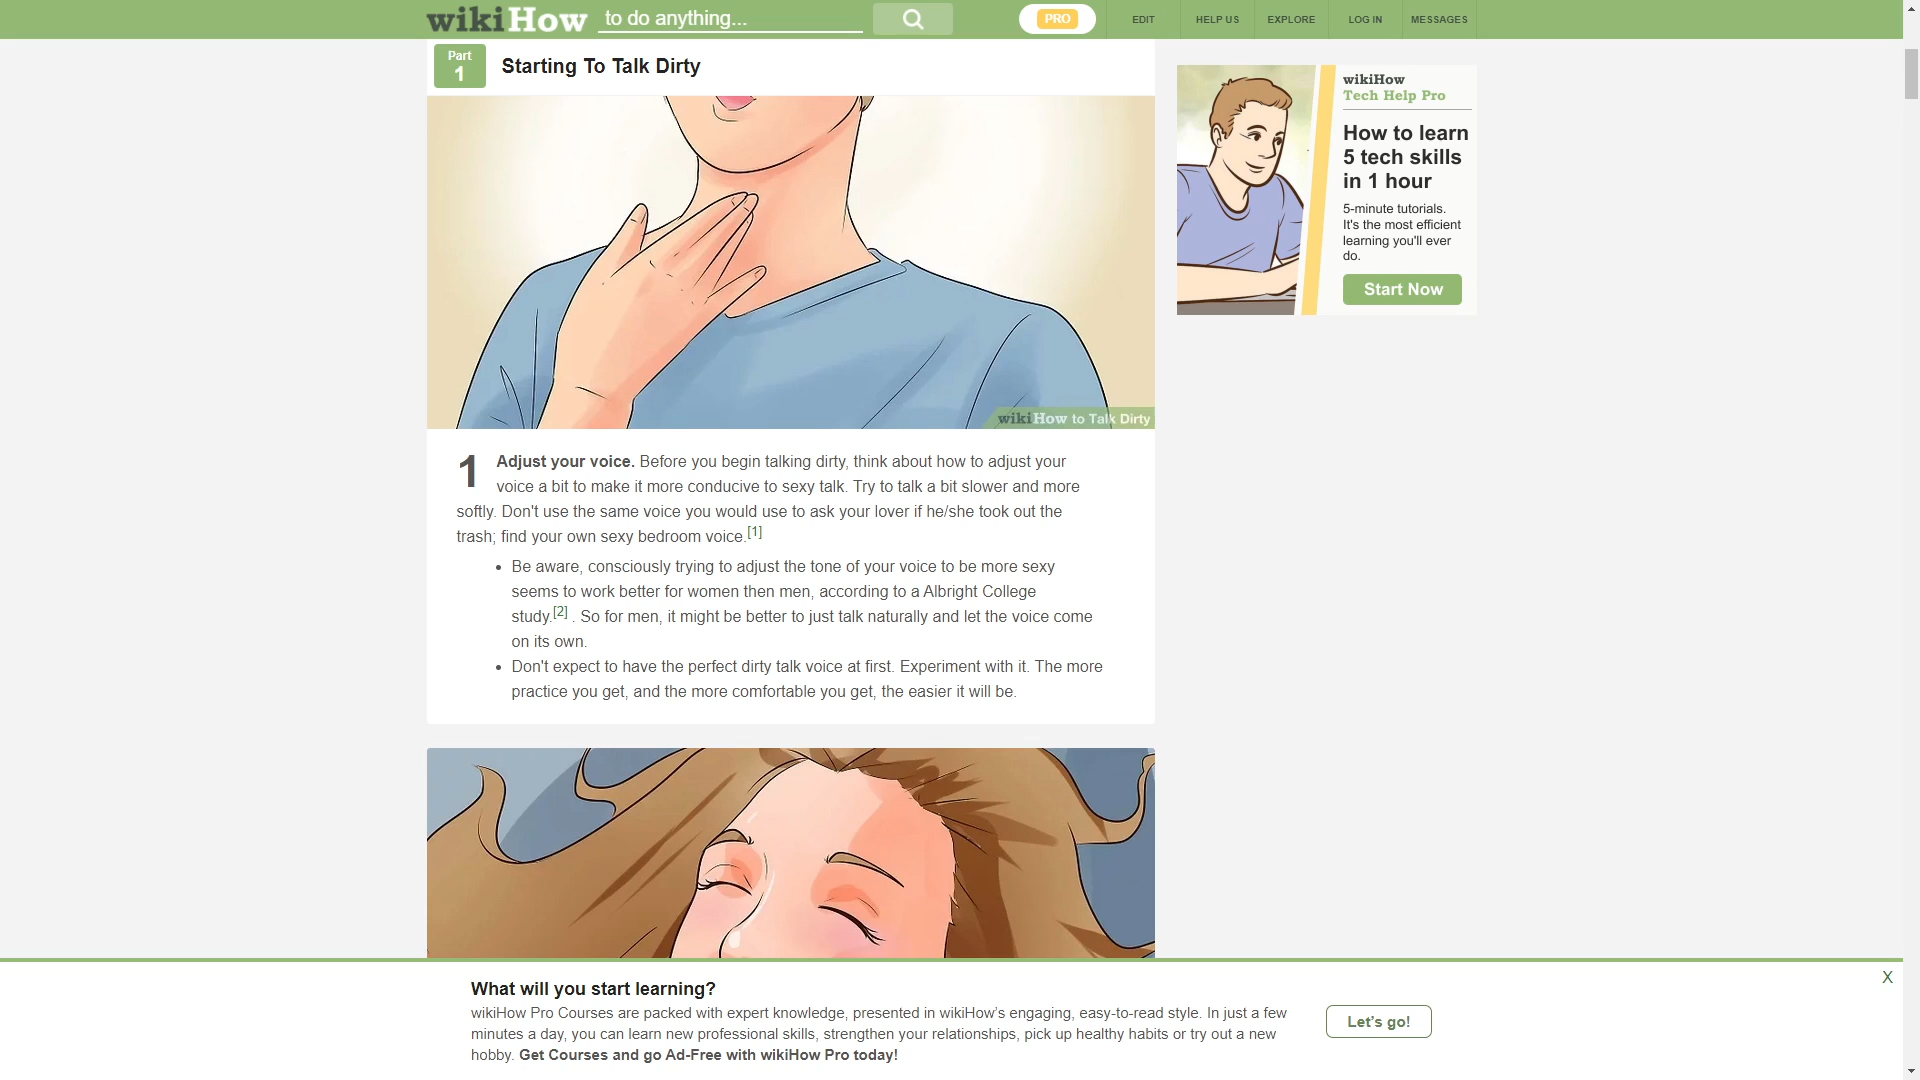 wikiHow to do anything...
PRO
EDIT
HELP US
EXPLORE
LOG IN
MESSAGES
Part
1
Starting To Talk Dirty
wikiHow to Talk Dirty
1 Adjust your voice. Before you begin talking dirty, think about how to adjust your
voice a bit to make it more conducive to sexy talk. Try to talk a bit slower and more
softly. Don't use the same voice you would use to ask your lover if he/she took out the
trash; find your own sexy bedroom voice.[1]
• Be aware, consciously trying to adjust the tone of your voice to be more sexy
seems to work better for women then men, according to a Albright College
study.[2] . So for men, it might be better to just talk naturally and let the voice come
on its own.
• Don't expect to have the perfect dirty talk voice at first. Experiment with it. The more
practice you get, and the more comfortable you get, the easier it will be.
wikiHow
Tech Help Pro
How to learn
5 tech skills
in 1 hour
5-minute tutorials.
It's the most efficient
learning you'll ever
do.
Start Now
What will you start learning?
wikiHow Pro Courses are packed with expert knowledge, presented in wikiHow's engaging, easy-to-read style. In just a few
minutes a day, you can learn new professional skills, strengthen your relationships, pick up healthy habits or try out a new
hobby. Get Courses and go Ad-Free with wikiHow Pro today!
Let's go!
X